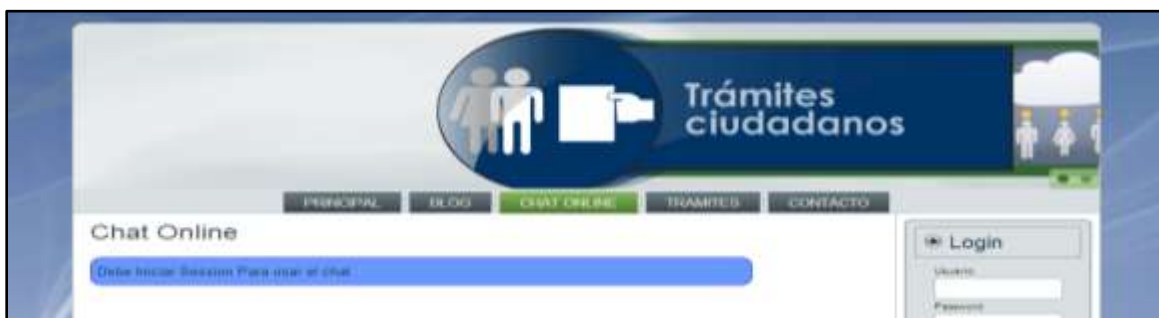 Trámites
ciudadanos
PRINCIPAL BLOG CHAT ONLINE TRAMITES CONTACTO
Chat Online
Login
Debe Iniciar Session Para usar el chat
Usuario
Password